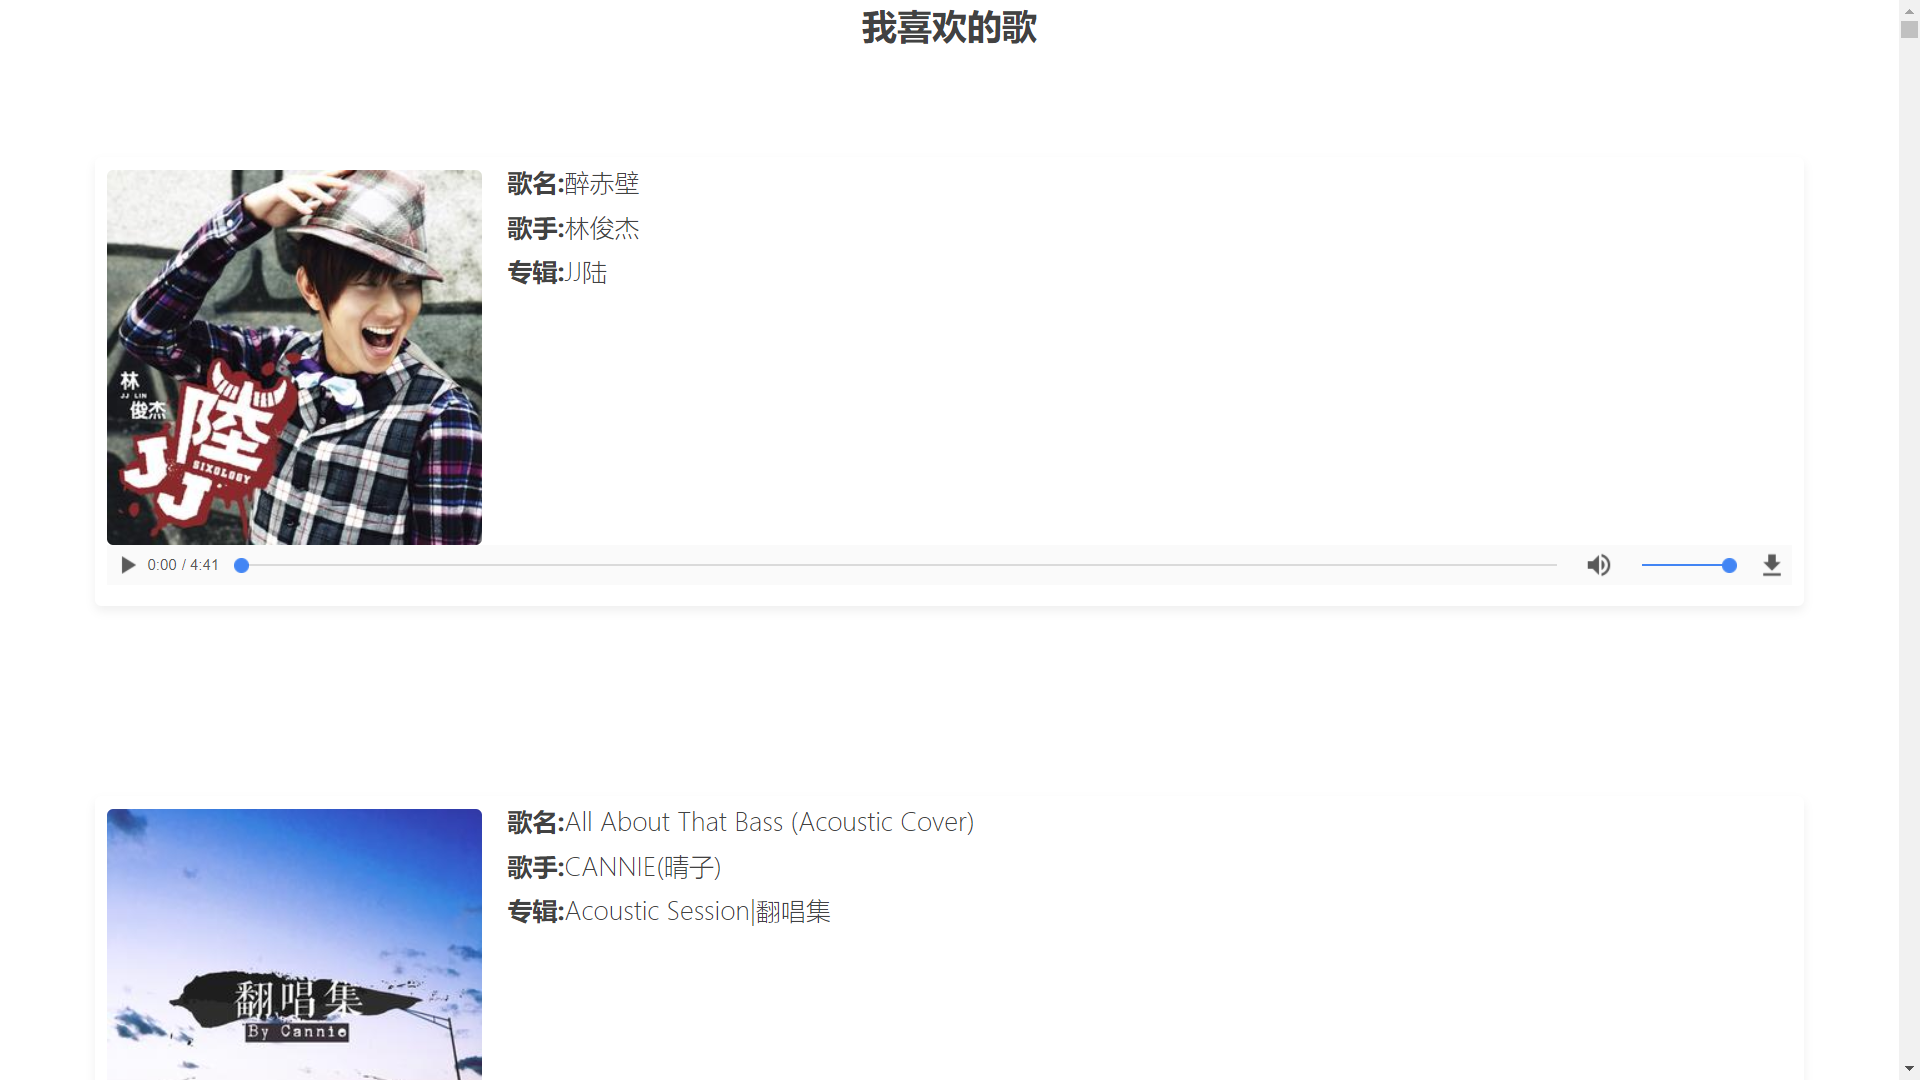 我喜欢的歌
歌名:醉赤壁
歌手:林俊杰
专辑:JJ陆
林
JJ LIN
俊杰
陸
SIXOLOGY
JJ
0:00 / 4:41
歌名:All About That Bass (Acoustic Cover)
歌手:CANNIE(晴子)
专辑:Acoustic Session|翻唱集
翻唱集
By Cannie